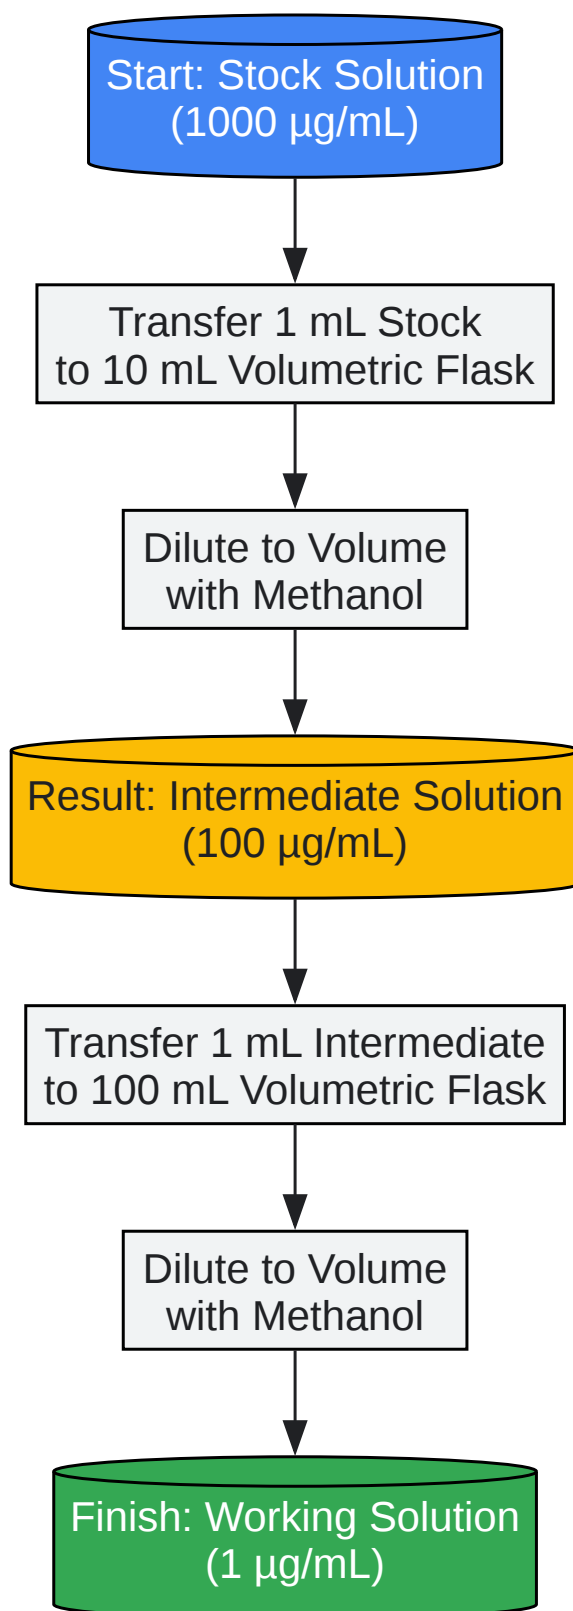 Start: Stock Solution
(1000 µg/mL)
Transfer 1 mL Stock
to 10 mL Volumetric Flask
Dilute to Volume
with Methanol
Result: Intermediate Solution
(100 µg/mL)
Transfer 1 mL Intermediate
to 100 mL Volumetric Flask
Dilute to Volume
with Methanol
Finish: Working Solution
(1 µg/mL)